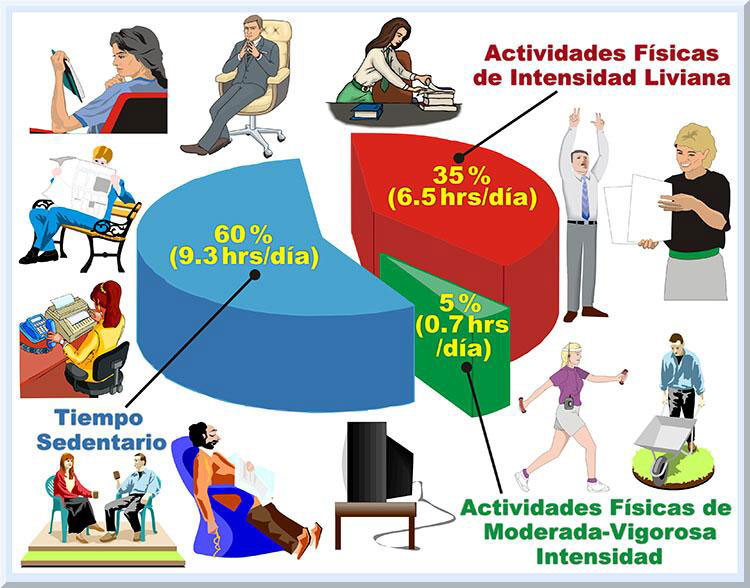 Actividades Físicas
de Intensidad Liviana
35 %
(6.5 hrs/día)
60 %
(9.3 hrs/día)
5 %
(0.7 hrs
/día)
Tiempo
Sedentario
Actividades Físicas de
Moderada-Vigorosa
Intensidad